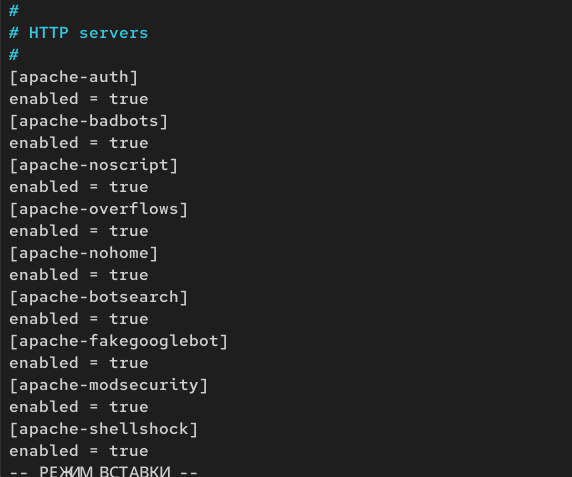 #
# HTTP servers
#
[apache-auth]
enabled = true
[apache-badbots]
enabled = true
[apache-noscript]
enabled = true
[apache-overflows]
enabled = true
[apache-nohome]
enabled = true
[apache-botsearch]
enabled = true
[apache-fakegooglebot]
enabled = true
[apache-modsecurity]
enabled = true
[apache-shellshock]
enabled = true
-- РЕЖИМ ВСТАВКИ --